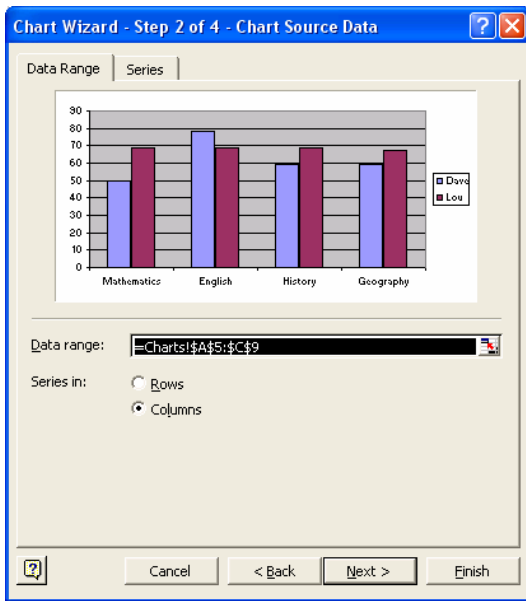 Chart Wizard - Step 2 of 4 - Chart Source Data
Data Range Series
90
80
70
60
50
40
30
20
10
0
Mathematics English History Geography
Dave
Lou
Data range: =Charts!$A$5:$C$9
Series in: Rows
Columns
Cancel < Back Next > Finish